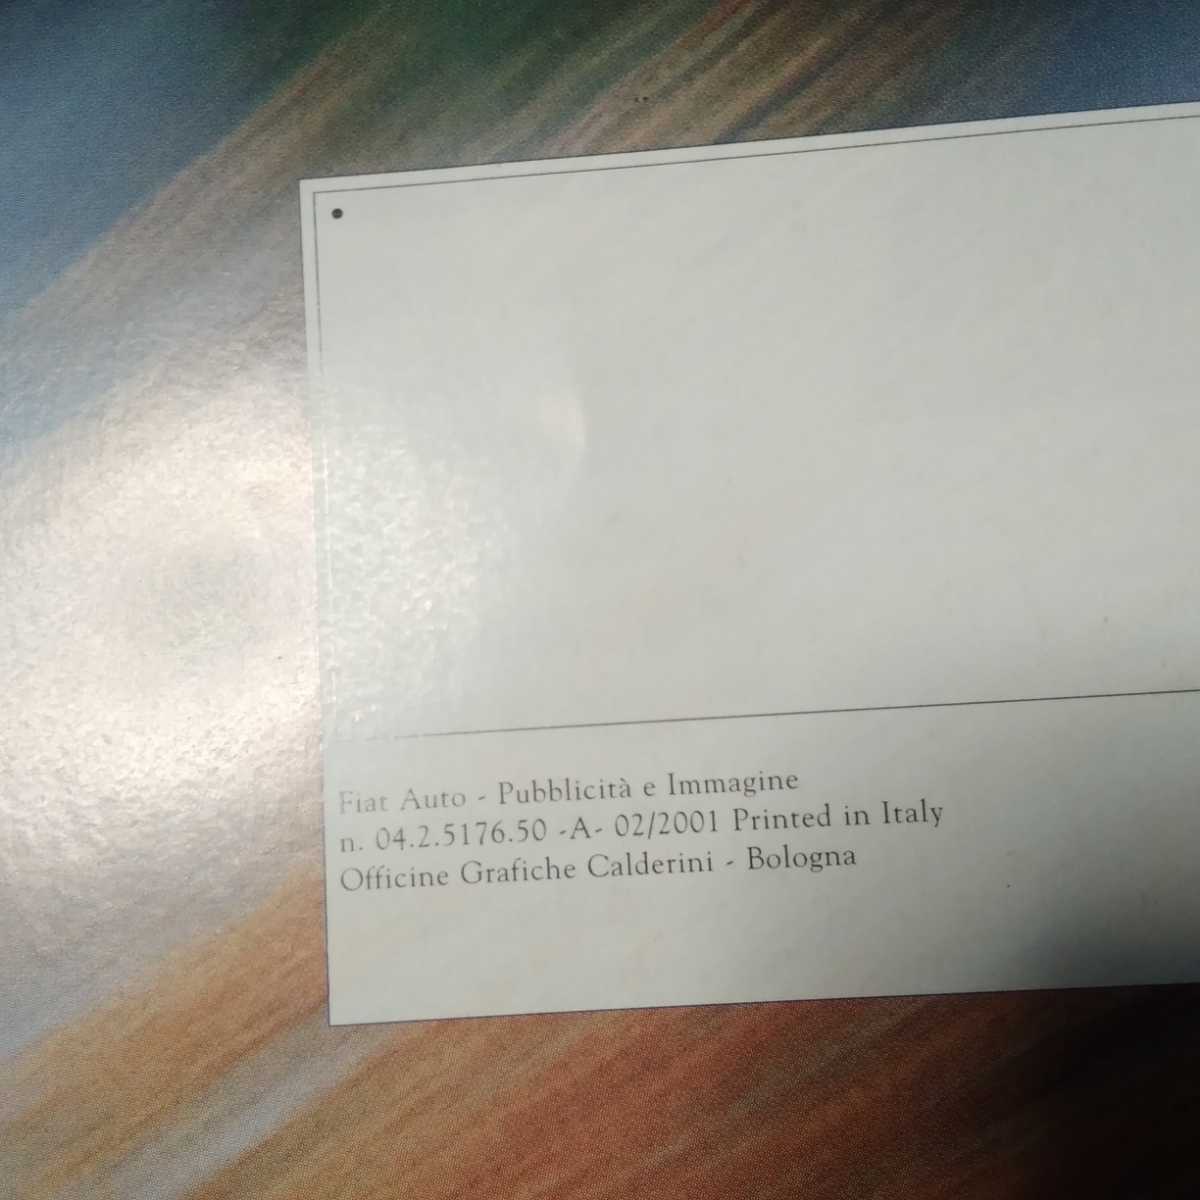 Fiat Auto - Pubblicità e Immagine
n. 04.2.5176.50 -A- 02/2001 Printed in Italy
Officine Grafiche Calderini - Bologna